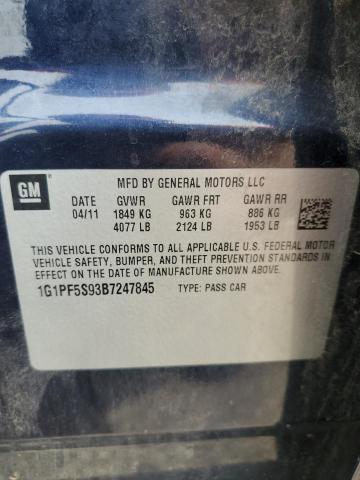 GM
MFD BY GENERAL MOTORS LLC
DATE GVWR GAWR FRT GAWR RR
04/11 1849 KG 963 KG 886 KG
4077 LB 2124 LB 1953 LB
THIS VEHICLE CONFORMS TO ALL APPLICABLE U.S. FEDERAL MOTOR
VEHICLE SAFETY, BUMPER, AND THEFT PREVENTION STANDARDS IN
EFFECT ON THE DATE OF MANUFACTURE SHOWN ABOVE.
1G1PF5S93B7247845 TYPE: PASS CAR